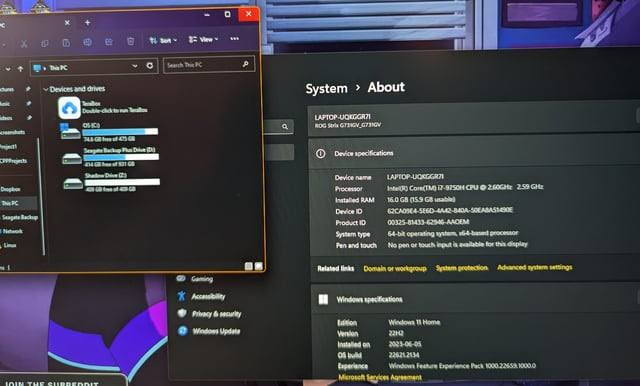 PC
Sort
View
This PC
Search This PC
Devices and drives
TeraBox
Double-click to run TeraBox
OS (C:)
74.6 GB free of 475 GB
Seagate Backup Plus Drive (D:)
414 GB free of 931 GB
Shadow Drive (Z:)
409 GB free of 409 GB
ctures
usic
ideos
creenshots
Project1
CPPProjects
Dropbox
This PC
Seagate Backup
Network
Linux
System > About
LAPTOP-UQKGGR7I
ROG Strix G731GV_G731GV
Device specifications
Device name LAPTOP-UQKGGR7I
Processor Intel(R) Core(TM) i7-9750H CPU @ 2.60GHz 2.59 GHz
Installed RAM 16.0 GB (15.9 GB usable)
Device ID 62CA09E4-5E6D-4A42-840A-50EA8A51490E
Product ID 00325-81433-62946-AAOEM
System type 64-bit operating system, x64-based processor
Pen and touch No pen or touch input is available for this display
Related links Domain or workgroup System protection Advanced system settings
Windows specifications
Edition Windows 11 Home
Version 22H2
Installed on 2023-06-05
OS build 22621.2134
Experience Windows Feature Experience Pack 1000.22659.1000.0
Microsoft Services Agreement
Gaming
Accessibility
Privacy & security
Windows Update
JOIN THE SUBREDDIT